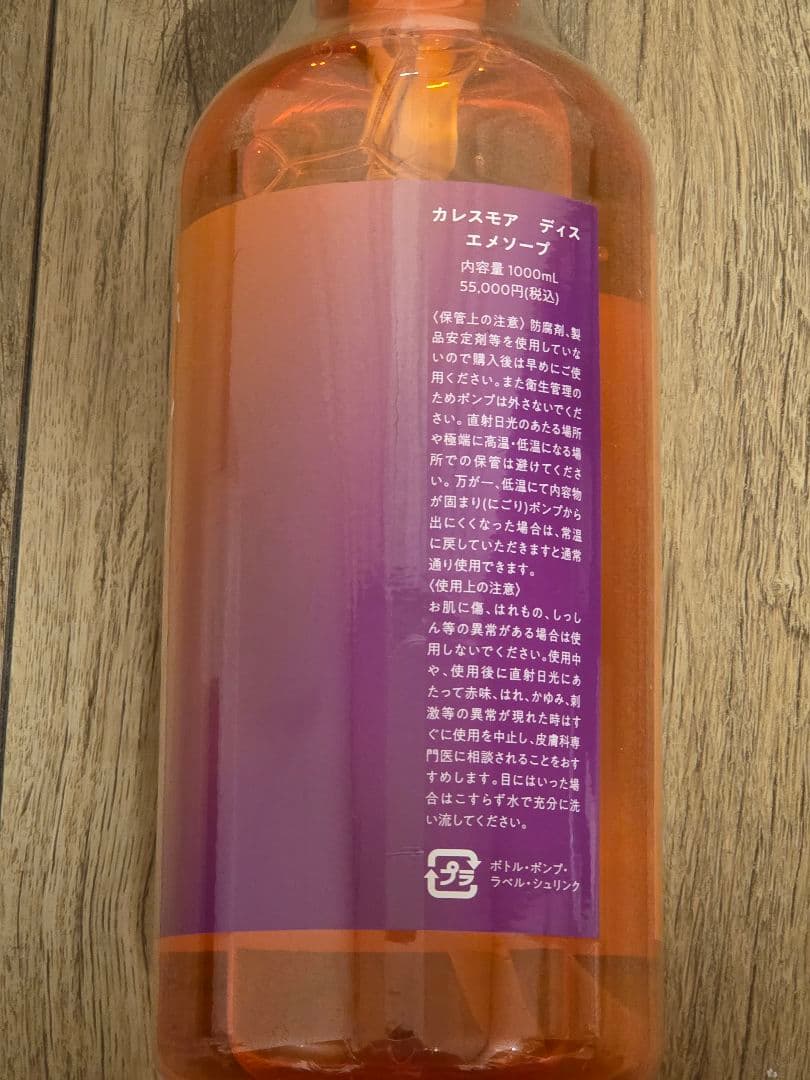 カレスモア　ディス
エメソープ
内容量 1000mL
55,000円(税込)
〈保管上の注意〉防腐剤、製
品安定剤等を使用していな
いので購入後は早めにご使
用ください。また衛生管理の
ためポンプは外さないでくだ
さい。直射日光のあたる場所
や極端に高温・低温になる場
所での保管は避けてくださ
い。万が一、低温にて内容物
が固まり(にごり)ポンプから
出にくくなった場合は、常温
に戻していただきますと通常
通り使用できます。
〈使用上の注意〉
お肌に傷、はれもの、しっし
ん等の異常がある場合は使
用しないでください。使用中
や、使用後に直射日光にあ
たって赤味、はれ、かゆみ、刺
激等の異常が現れた時はす
ぐに使用を中止し、皮膚科専
門医に相談されることをおす
すめします。目にはいった場
合はこすらず水で充分に洗
い流してください。
プラ
ボトル・ポンプ・
ラベル・シュリンク